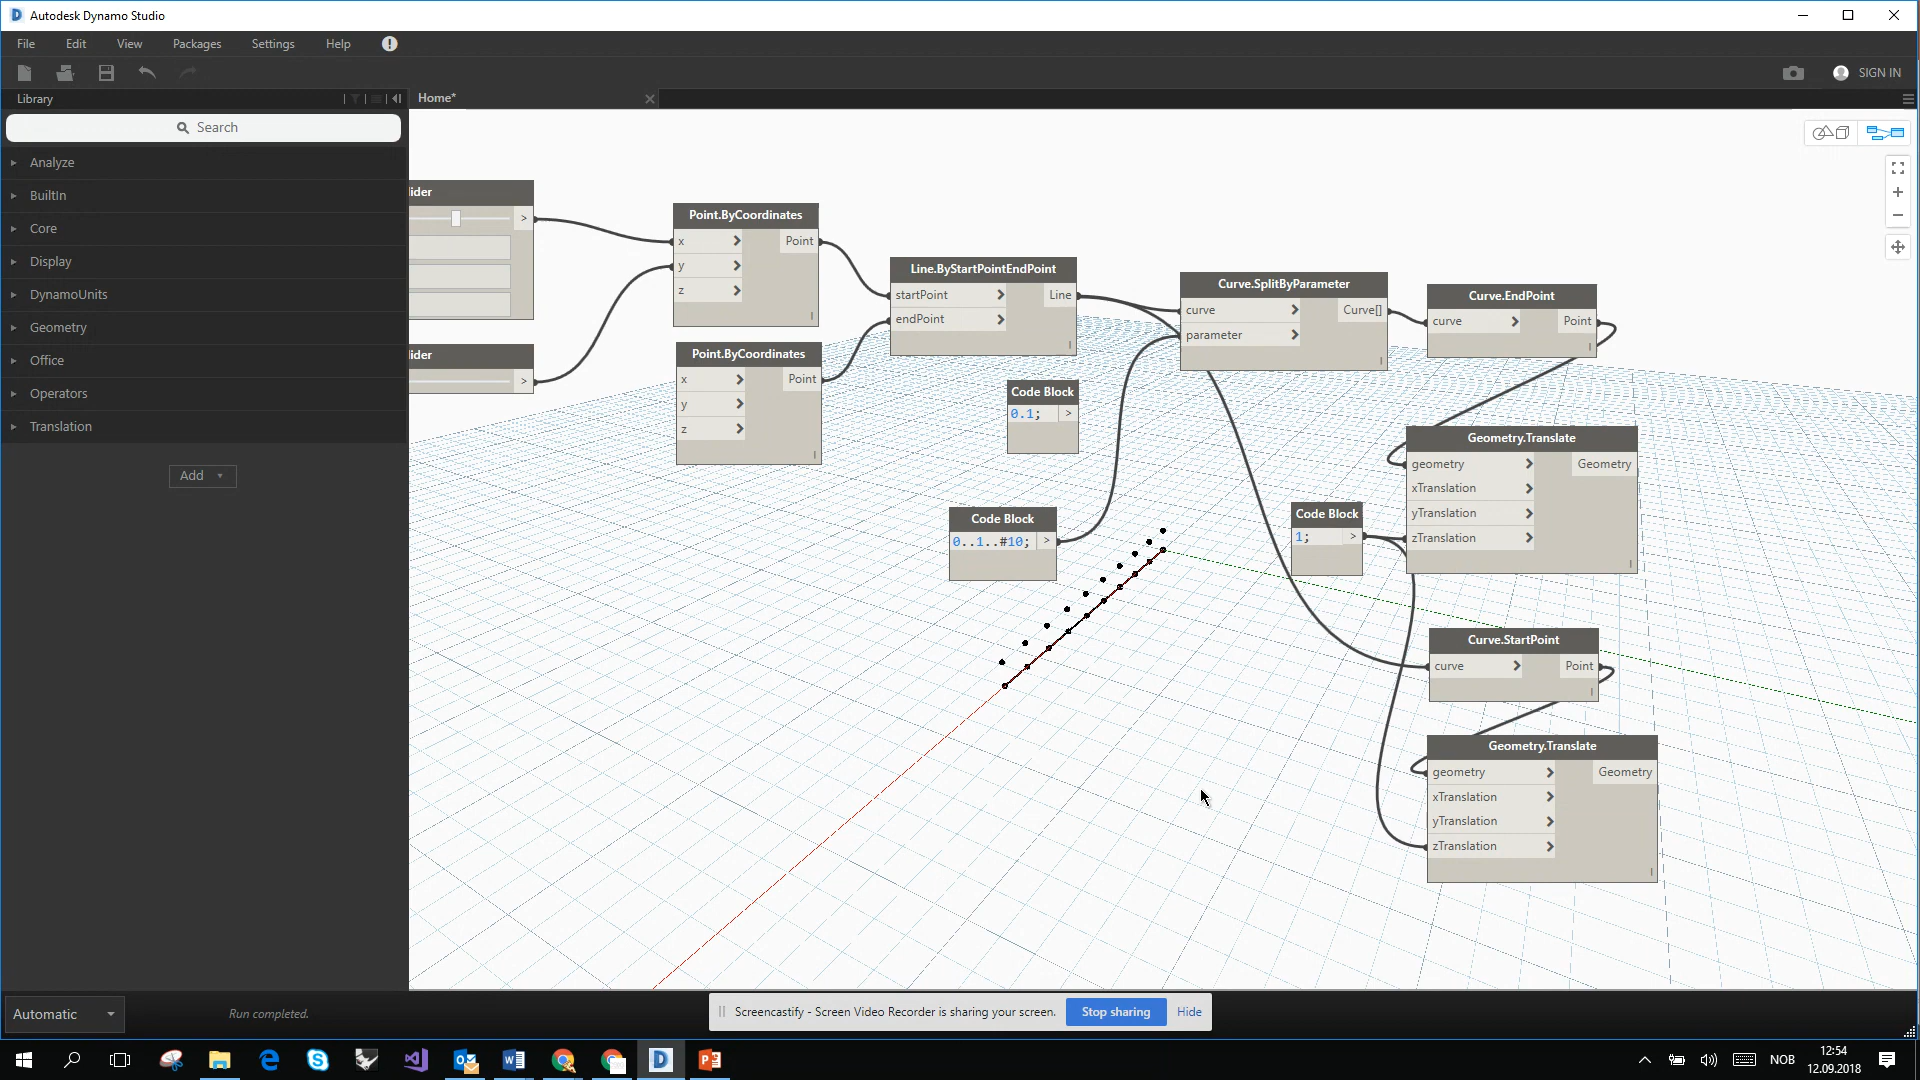 Autodesk Dynamo Studio
File Edit View Packages Settings Help
SIGN IN
Library
Home*
Search
Analyze
BuiltIn
Core
Display
DynamoUnits
Geometry
Office
Operators
Translation
Add
lider
>
lider
>
Point.ByCoordinates
x Point
y
z
Point.ByCoordinates
x Point
y
z
Line.ByStartPointEndPoint
startPoint Line
endPoint
Code Block
0.1; >
Code Block
0..1..#10; >
Curve.SplitByParameter
curve Curve[]
parameter
Curve.EndPoint
curve Point
Geometry.Translate
geometry Geometry
xTranslation
yTranslation
zTranslation
Code Block
1; >
Curve.StartPoint
curve Point
Geometry.Translate
geometry Geometry
xTranslation
yTranslation
zTranslation
Automatic
Run completed.
Screencastify - Screen Video Recorder is sharing your screen. Stop sharing Hide
NOB
12:54
12.09.2018